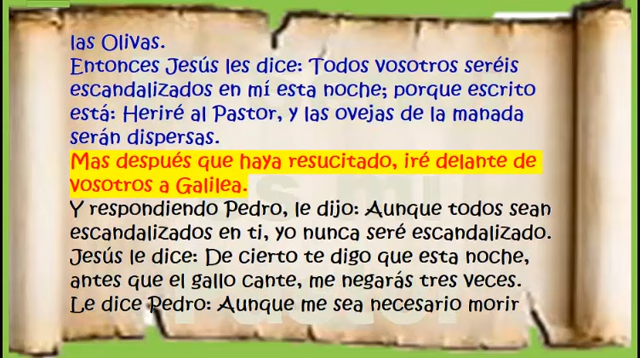 las Olivas.
Entonces Jesús les dice: Todos vosotros seréis
escandalizados en mí esta noche; porque escrito
está: Heriré al Pastor, y las ovejas de la manada
serán dispersas.
Mas después que haya resucitado, iré delante de
vosotros a Galilea.
Y respondiendo Pedro, le dijo: Aunque todos sean
escandalizados en ti, yo nunca seré escandalizado.
Jesús le dice: De cierto te digo que esta noche,
antes que el gallo cante, me negarás tres veces.
Le dice Pedro: Aunque me sea necesario morir